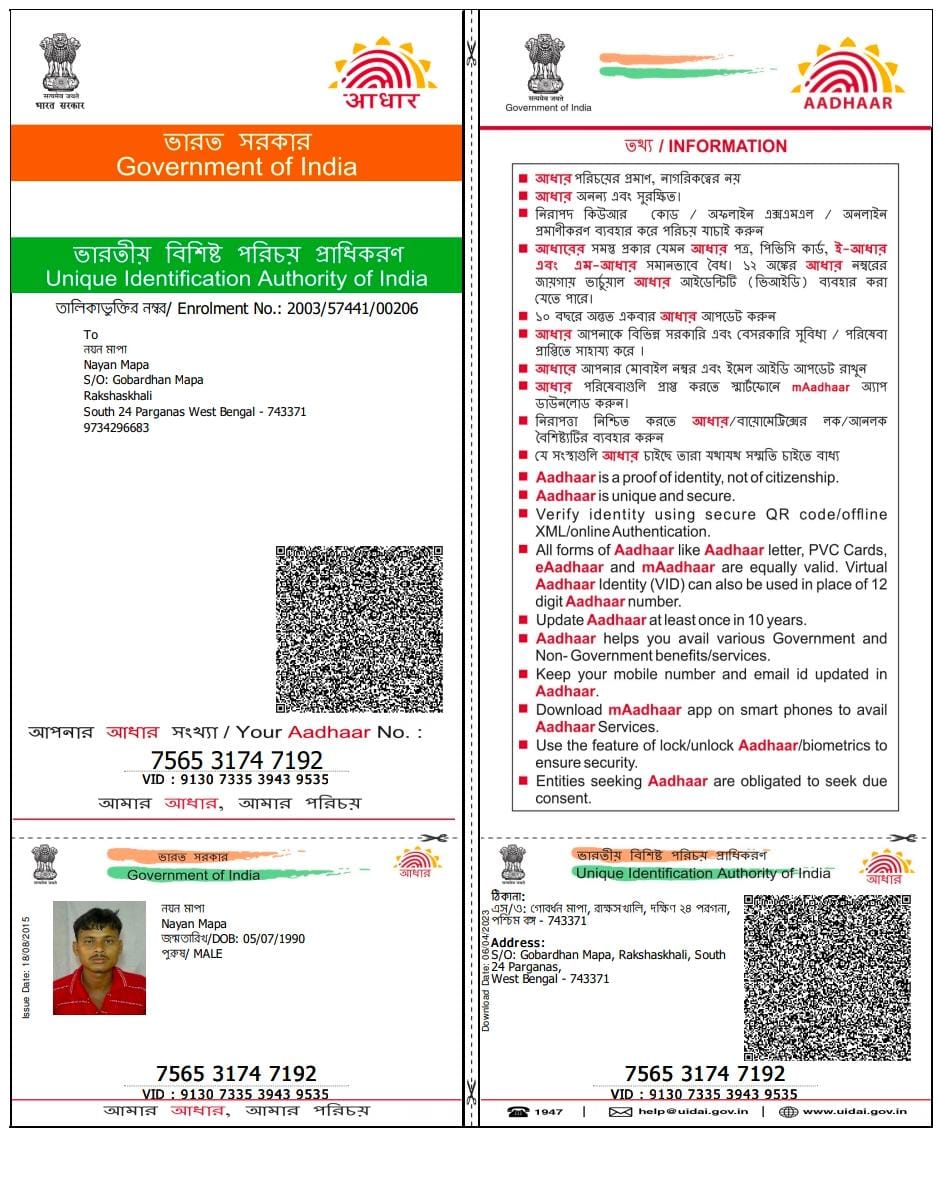 सत्यमेव जयते
भारत सरकार
आधार
ভারত সরকার
Government of India
ভারতীয় বিশিষ্ট পরিচয় প্রাধিকরণ
Unique Identification Authority of India
তালিকাভুক্তির নম্বর/ Enrolment No.: 2003/57441/00206
To
নয়ন মাপা
Nayan Mapa
S/O: Gobardhan Mapa
Rakshaskhali
South 24 Parganas West Bengal - 743371
9734296683
আপনার আধার সংখ্যা / Your Aadhaar No. :
7565 3174 7192
VID : 9130 7335 3943 9535
আমার আধার, আমার পরিচয়
सत्यमेव जयते
Government of India
AADHAAR
তথ্য / INFORMATION
আধার পরিচয়ের প্রমাণ, নাগরিকত্বের নয়
আধার অনন্য এবং সুরক্ষিত।
নিরাপদ কিউআর কোড / অফলাইন এক্সএমএল / অনলাইন
প্রমাণীকরণ ব্যবহার করে পরিচয় যাচাই করুন
আধারের সমস্ত প্রকার যেমন আধার পত্র, পিভিসি কার্ড, ই-আধার
এবং এম-আধার সমানভাবে বৈধ। ১২ অঙ্কের আধার নম্বরের
জায়গায় ভার্চুয়াল আধার আইডেন্টিটি (ভিআইডি) ব্যবহার করা
যেতে পারে।
১০ বছরে অন্তত একবার আধার আপডেট করুন
আধার আপনাকে বিভিন্ন সরকারি এবং বেসরকারি সুবিধা / পরিষেবা
প্রাপ্তিতে সাহায্য করে ।
আধারে আপনার মোবাইল নম্বর এবং ইমেল আইডি আপডেট রাখুন
আধার পরিষেবাগুলি প্রাপ্ত করতে স্মার্টফোনে mAadhaar অ্যাপ
ডাউনলোড করুন।
নিরাপত্তা নিশ্চিত করতে আধার/বায়োমেট্রিক্সের লক/আনলক
বৈশিষ্ট্যটির ব্যবহার করুন
যে সংস্থাগুলি আধার চাইছে তারা যথাযথ সম্মতি চাইতে বাধ্য
Aadhaar is a proof of identity, not of citizenship.
Aadhaar is unique and secure.
Verify identity using secure QR code/offline
XML/online Authentication.
All forms of Aadhaar like Aadhaar letter, PVC Cards,
eAadhaar and mAadhaar are equally valid. Virtual
Aadhaar Identity (VID) can also be used in place of 12
digit Aadhaar number.
Update Aadhaar at least once in 10 years.
Aadhaar helps you avail various Government and
Non- Government benefits/services.
Keep your mobile number and email id updated in
Aadhaar.
Download mAadhaar app on smart phones to avail
Aadhaar Services.
Use the feature of lock/unlock Aadhaar/biometrics to
ensure security.
Entities seeking Aadhaar are obligated to seek due
consent.
सत्यमेव जयते
ভারত সরকার
Government of India
আধার
Issue Date: 18/08/2015
নয়ন মাপা
Nayan Mapa
জন্মতারিখ/DOB: 05/07/1990
পুরুষ/ MALE
7565 3174 7192
VID : 9130 7335 3943 9535
আমার আধার, আমার পরিচয়
सत्यमेव जयते
ভারতীয় বিশিষ্ট পরিচয় প্রাধিকরণ
Unique Identification Authority of India
আধার
Download Date: 06/04/2023
ঠিকানা:
এস/ও: গোবর্ধন মাপা, রাক্ষসখালি, দক্ষিণ ২৪ পরগনা,
পশ্চিম বঙ্গ - 743371
Address:
S/O: Gobardhan Mapa, Rakshaskhali, South
24 Parganas,
West Bengal - 743371
7565 3174 7192
VID : 9130 7335 3943 9535
1947 | help@uidai.gov.in | www.uidai.gov.in